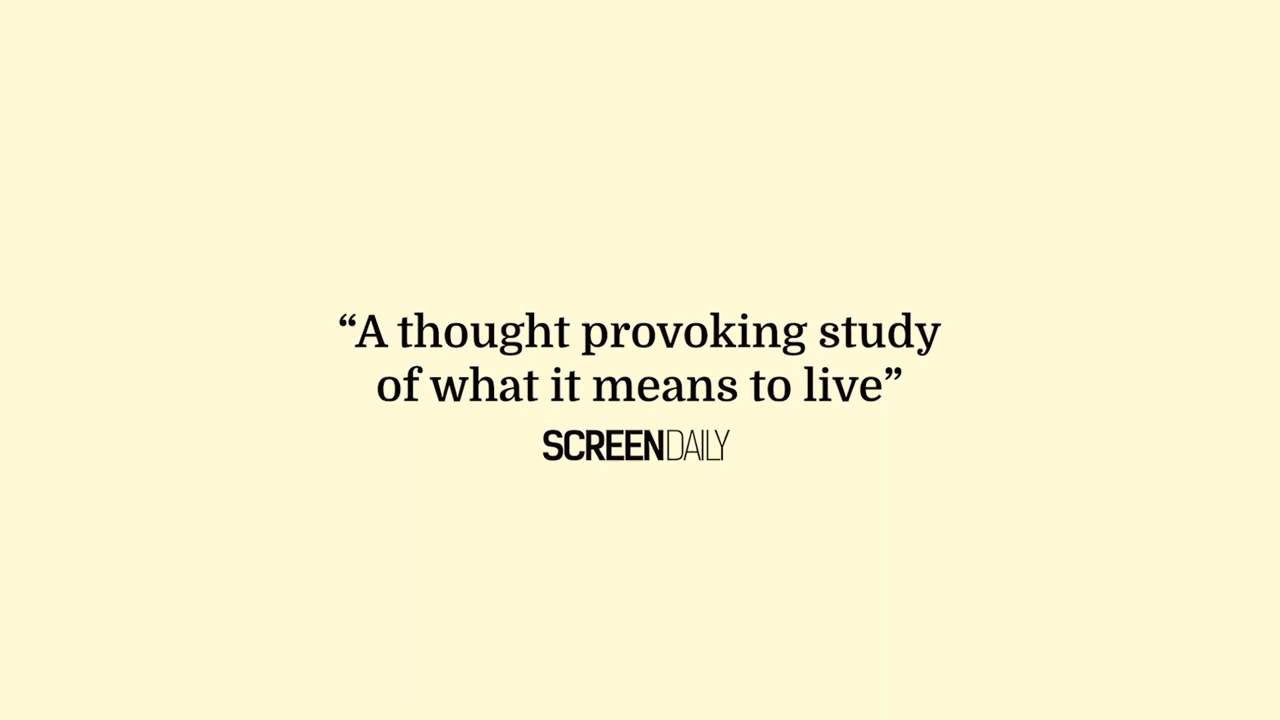 “A thought provoking study
of what it means to live”
SCREENDAILY